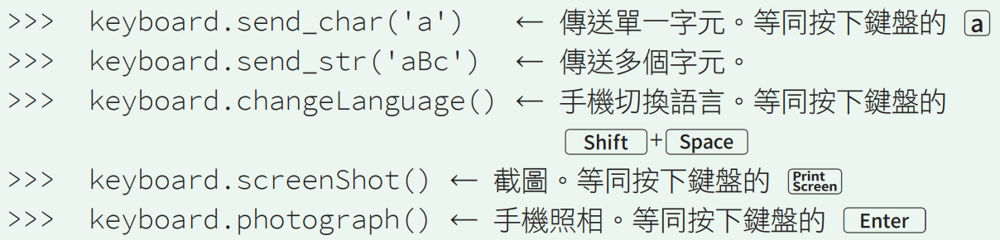 >>> keyboard.send_char('a') ← 傳送單一字元。等同按下鍵盤的 a
>>> keyboard.send_str('aBc') ← 傳送多個字元。
>>> keyboard.changeLanguage() ← 手機切換語言。等同按下鍵盤的
Shift+Space
>>> keyboard.screenShot() ← 截圖。等同按下鍵盤的 Print Screen
>>> keyboard.photograph() ← 手機照相。等同按下鍵盤的 Enter